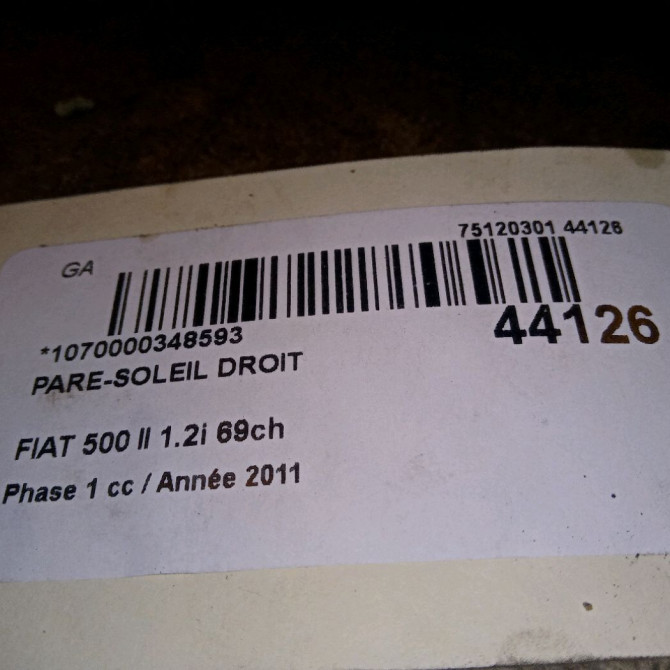 75120301 44126
GA
*1070000348593
44126
PARE-SOLEIL DROIT
FIAT 500 II 1.2i 69ch
Phase 1 cc / Année 2011